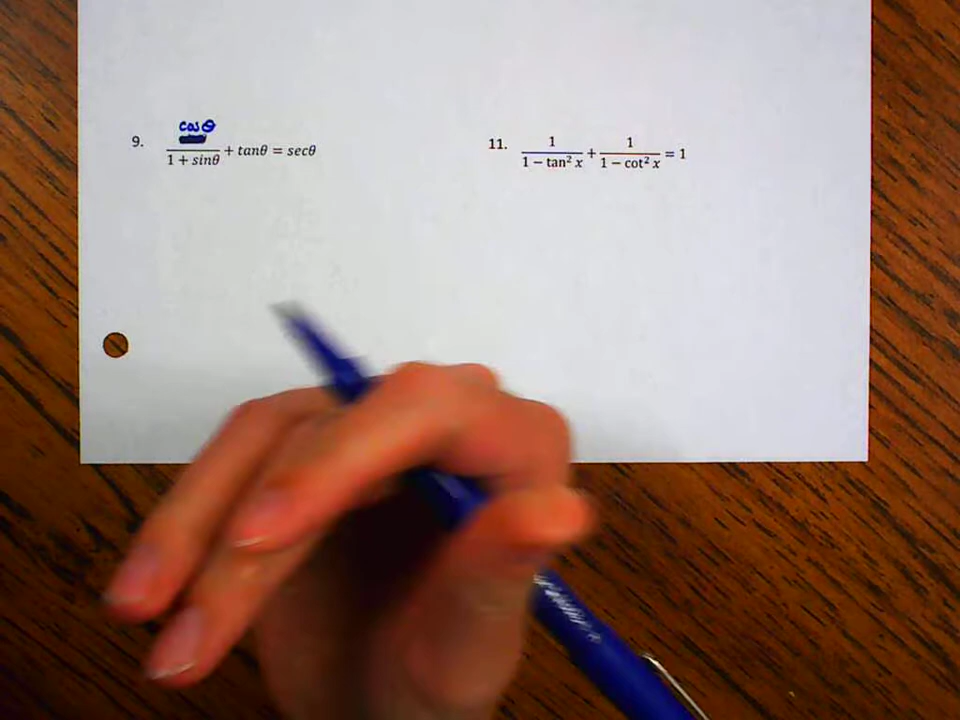 9. cosθ / 1 + sinθ + tanθ = secθ
11. 1 / 1 − tan² x + 1 / 1 − cot² x = 1